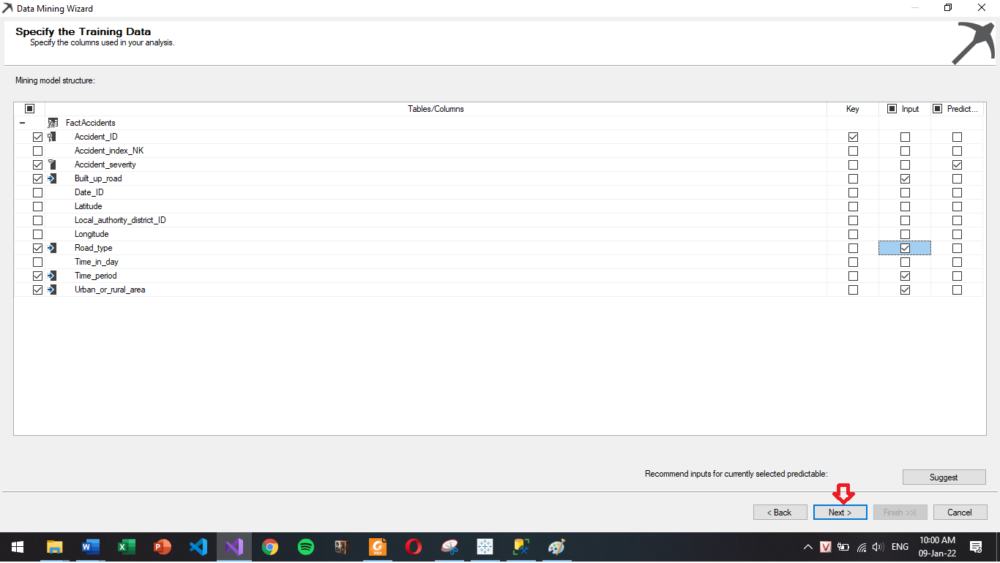 Data Mining Wizard
Specify the Training Data
Specify the columns used in your analysis.
Mining model structure:
Tables/Columns Key Input Predict...
FactAccidents
Accident_ID
Accident_index_NK
Accident_severity
Built_up_road
Date_ID
Latitude
Local_authority_district_ID
Longitude
Road_type
Time_in_day
Time_period
Urban_or_rural_area
Recommend inputs for currently selected predictable:
Suggest
< Back Next > Finish >>| Cancel
ENG
10:00 AM
09-Jan-22